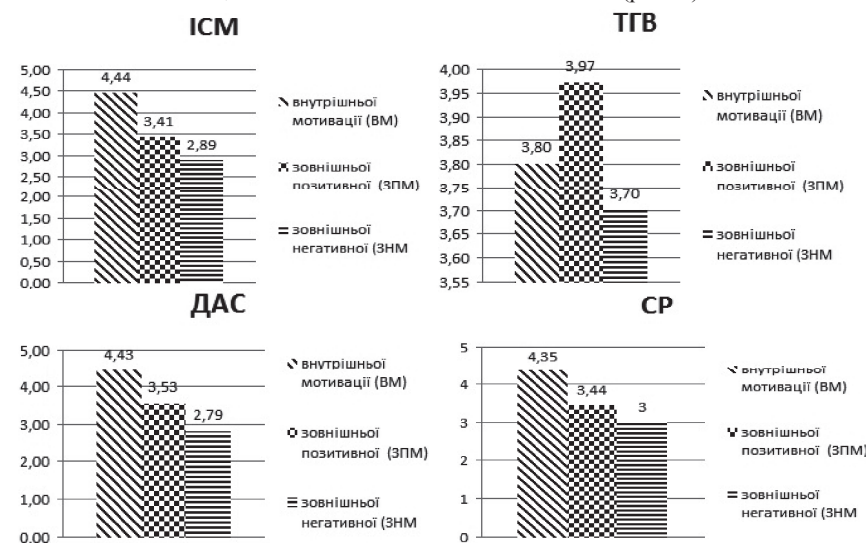 ІСМ
5,00
4,50
4,00
3,50
3,00
2,50
2,00
1,50
1,00
0,50
0,00
4,44
3,41
2,89
внутрішньої
мотивації (ВМ)
зовнішньої
позитивної (ЗПМ)
зовнішньої
негативної (ЗНМ
ТГВ
4,00
3,95
3,90
3,85
3,80
3,75
3,70
3,65
3,60
3,55
3,80
3,97
3,70
внутрішньої
мотивації (ВМ)
зовнішньої
позитивної (ЗПМ)
зовнішньої
негативної (ЗНМ
ДАС
5,00
4,00
3,00
2,00
1,00
0,00
4,43
3,53
2,79
внутрішньої
мотивації (ВМ)
зовнішньої
позитивної (ЗПМ)
зовнішньої
негативної (ЗНМ
СР
5
4
3
2
1
0
4,35
3,44
3
внутрішньої
мотивації (ВМ)
зовнішньої
позитивної (ЗПМ)
зовнішньої
негативної (ЗНМ